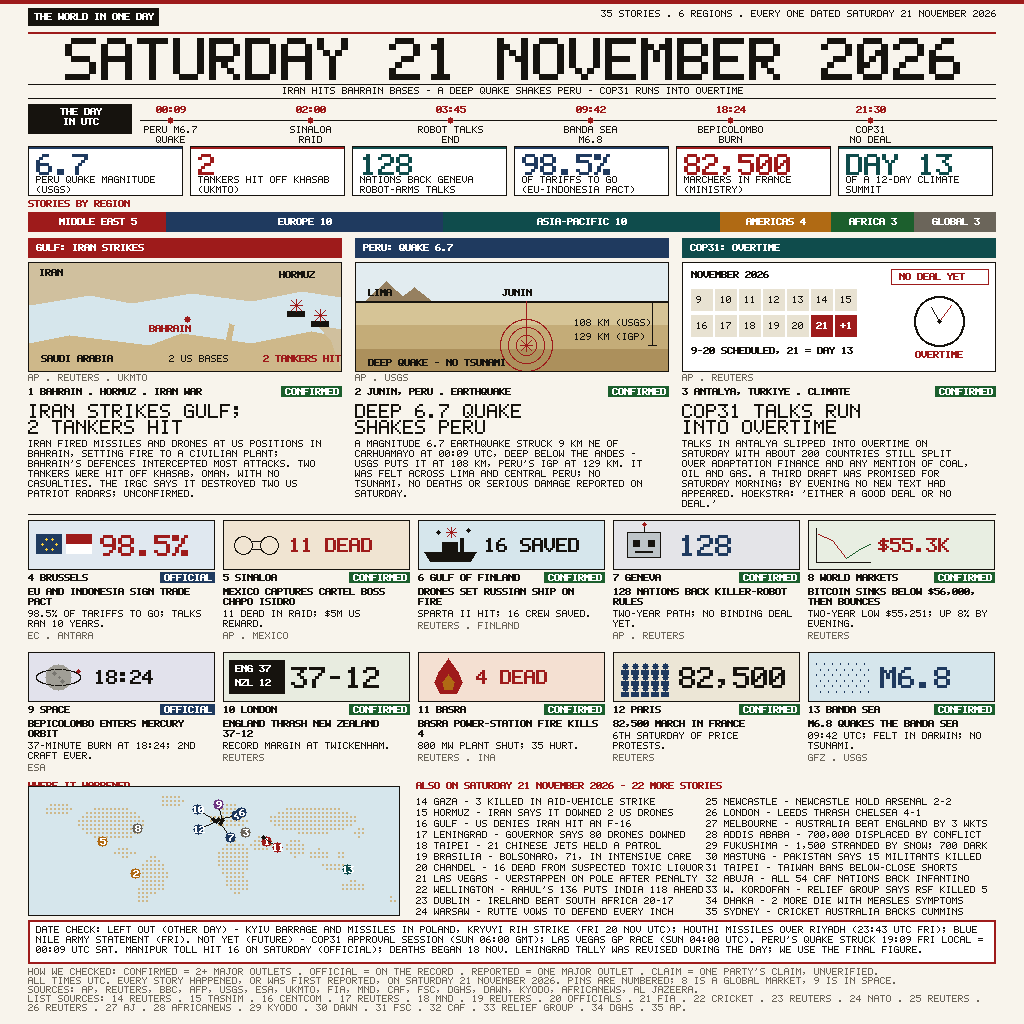 THE WORLD IN ONE DAY
35 STORIES . 6 REGIONS . EVERY ONE DATED SATURDAY 21 NOVEMBER 2026
SATURDAY 21 NOVEMBER 2026
IRAN HITS BAHRAIN BASES - A DEEP QUAKE SHAKES PERU - COP31 RUNS INTO OVERTIME
THE DAY
IN UTC
00:09
PERU M6.7
QUAKE
02:00
SINALOA
RAID
03:45
ROBOT TALKS
END
09:42
BANDA SEA
M6.8
18:24
BEPICOLOMBO
BURN
21:30
COP31
NO DEAL
6.7
PERU QUAKE MAGNITUDE
(USGS)
2
TANKERS HIT OFF KHASAB
(UKMTO)
128
NATIONS BACK GENEVA
ROBOT-ARMS TALKS
98.5%
OF TARIFFS TO GO
(EU-INDONESIA PACT)
82,500
MARCHERS IN FRANCE
(MINISTRY)
DAY 13
OF A 12-DAY CLIMATE
SUMMIT
STORIES BY REGION
MIDDLE EAST 5
EUROPE 10
ASIA-PACIFIC 10
AMERICAS 4
AFRICA 3
GLOBAL 3
GULF: IRAN STRIKES
IRAN
HORMUZ
BAHRAIN
SAUDI ARABIA
2 US BASES
2 TANKERS HIT
AP . REUTERS . UKMTO
1 BAHRAIN . HORMUZ . IRAN WAR
CONFIRMED
IRAN STRIKES GULF;
2 TANKERS HIT
IRAN FIRED MISSILES AND DRONES AT US POSITIONS IN
BAHRAIN, SETTING FIRE TO A CIVILIAN PLANT;
BAHRAIN'S DEFENCES INTERCEPTED MOST ATTACKS. TWO
TANKERS WERE HIT OFF KHASAB, OMAN, WITH NO
CASUALTIES. THE IRGC SAYS IT DESTROYED TWO US
PATRIOT RADARS; UNCONFIRMED.
PERU: QUAKE 6.7
LIMA
JUNIN
108 KM (USGS)
129 KM (IGP)
DEEP QUAKE - NO TSUNAMI
AP . USGS
2 JUNIN, PERU . EARTHQUAKE
CONFIRMED
DEEP 6.7 QUAKE
SHAKES PERU
A MAGNITUDE 6.7 EARTHQUAKE STRUCK 9 KM NE OF
CARHUAMAYO AT 00:09 UTC, DEEP BELOW THE ANDES -
USGS PUTS IT AT 108 KM, PERU'S IGP AT 129 KM. IT
WAS FELT ACROSS LIMA AND CENTRAL PERU; NO
TSUNAMI, NO DEATHS OR SERIOUS DAMAGE REPORTED ON
SATURDAY.
COP31: OVERTIME
NOVEMBER 2026
NO DEAL YET
9 10 11 12 13 14 15
16 17 18 19 20 21 +1
9-20 SCHEDULED, 21 = DAY 13
OVERTIME
AP . REUTERS
3 ANTALYA, TURKIYE . CLIMATE
CONFIRMED
COP31 TALKS RUN
INTO OVERTIME
TALKS IN ANTALYA SLIPPED INTO OVERTIME ON
SATURDAY WITH ABOUT 200 COUNTRIES STILL SPLIT
OVER ADAPTATION FINANCE AND ANY MENTION OF COAL,
OIL AND GAS. A THIRD DRAFT WAS PROMISED FOR
SATURDAY MORNING; BY EVENING NO NEW TEXT HAD
APPEARED. HOEKSTRA: 'EITHER A GOOD DEAL OR NO
DEAL.'
98.5%
4 BRUSSELS
OFFICIAL
EU AND INDONESIA SIGN TRADE
PACT
98.5% OF TARIFFS TO GO; TALKS
RAN 10 YEARS.
EC . ANTARA
11 DEAD
5 SINALOA
CONFIRMED
MEXICO CAPTURES CARTEL BOSS
CHAPO ISIDRO
11 DEAD IN RAID; $5M US
REWARD.
AP . MEXICO
16 SAVED
6 GULF OF FINLAND
CONFIRMED
DRONES SET RUSSIAN SHIP ON
FIRE
SPARTA II HIT; 16 CREW SAVED.
REUTERS . FINLAND
128
7 GENEVA
CONFIRMED
128 NATIONS BACK KILLER-ROBOT
RULES
TWO-YEAR PATH; NO BINDING DEAL
YET.
AP . REUTERS
$55.3K
8 WORLD MARKETS
CONFIRMED
BITCOIN SINKS BELOW $56,000,
THEN BOUNCES
TWO-YEAR LOW $55,251; UP 8% BY
EVENING.
REUTERS
18:24
9 SPACE
OFFICIAL
BEPICOLOMBO ENTERS MERCURY
ORBIT
37-MINUTE BURN AT 18:24; 2ND
CRAFT EVER.
ESA
ENG 37
NZL 12
37-12
10 LONDON
CONFIRMED
ENGLAND THRASH NEW ZEALAND
37-12
RECORD MARGIN AT TWICKENHAM.
REUTERS
4 DEAD
11 BASRA
CONFIRMED
BASRA POWER-STATION FIRE KILLS
4
800 MW PLANT SHUT; 35 HURT.
REUTERS . INA
82,500
12 PARIS
CONFIRMED
82,500 MARCH IN FRANCE
6TH SATURDAY OF PRICE
PROTESTS.
REUTERS
M6.8
13 BANDA SEA
CONFIRMED
M6.8 QUAKES THE BANDA SEA
09:42 UTC; FELT IN DARWIN; NO
TSUNAMI.
GFZ . USGS
WHERE IT HAPPENED
10
9
6
12
7
3
8
5
2
1
11
13
ALSO ON SATURDAY 21 NOVEMBER 2026 - 22 MORE STORIES
14 GAZA - 3 KILLED IN AID-VEHICLE STRIKE
15 HORMUZ - IRAN SAYS IT DOWNED 2 US DRONES
16 GULF - US DENIES IRAN HIT AN F-16
17 LENINGRAD - GOVERNOR SAYS 80 DRONES DOWNED
18 TAIPEI - 21 CHINESE JETS HELD A PATROL
19 BRASILIA - BOLSONARO, 71, IN INTENSIVE CARE
20 CHANDEL - 16 DEAD FROM SUSPECTED TOXIC LIQUOR
21 LAS VEGAS - VERSTAPPEN ON POLE AFTER PENALTY
22 WELLINGTON - RAHUL'S 136 PUTS INDIA 118 AHEAD
23 DUBLIN - IRELAND BEAT SOUTH AFRICA 20-17
24 WARSAW - RUTTE VOWS TO DEFEND EVERY INCH
25 NEWCASTLE - NEWCASTLE HOLD ARSENAL 2-2
26 LONDON - LEEDS THRASH CHELSEA 4-1
27 MELBOURNE - AUSTRALIA BEAT ENGLAND BY 3 WKTS
28 ADDIS ABABA - 700,000 DISPLACED BY CONFLICT
29 FUKUSHIMA - 1,500 STRANDED BY SNOW; 700 DARK
30 MASTUNG - PAKISTAN SAYS 15 MILITANTS KILLED
31 TAIPEI - TAIWAN BANS BELOW-CLOSE SHORTS
32 ABUJA - ALL 54 CAF NATIONS BACK INFANTINO
33 W. KORDOFAN - RELIEF GROUP SAYS RSF KILLED 5
34 DHAKA - 2 MORE DIE WITH MEASLES SYMPTOMS
35 SYDNEY - CRICKET AUSTRALIA BACKS CUMMINS
DATE CHECK: LEFT OUT (OTHER DAY) - KYIV BARRAGE AND MISSILES IN POLAND, KRYVYI RIH STRIKE (FRI 20 NOV UTC); HOUTHI MISSILES OVER RIYADH (23:43 UTC FRI); BLUE
NILE ARMY STATEMENT (FRI). NOT YET (FUTURE) - COP31 APPROVAL SESSION (SUN 06:00 GMT); LAS VEGAS GP RACE (SUN 04:00 UTC). PERU'S QUAKE STRUCK 19:09 FRI LOCAL =
00:09 UTC SAT. MANIPUR TOLL HIT 16 ON SATURDAY (OFFICIAL); DEATHS BEGAN 18 NOV. LENINGRAD TALLY WAS REVISED DURING THE DAY; WE USE THE FINAL FIGURE.
HOW WE CHECKED: CONFIRMED = 2+ MAJOR OUTLETS . OFFICIAL = ON THE RECORD . REPORTED = ONE MAJOR OUTLET . CLAIM = ONE PARTY'S CLAIM, UNVERIFIED.
ALL TIMES UTC. EVERY STORY HAPPENED, OR WAS FIRST REPORTED, ON SATURDAY 21 NOVEMBER 2026. PINS ARE NUMBERED; 8 IS A GLOBAL MARKET, 9 IS IN SPACE.
SOURCES: AP, REUTERS, BBC, AFP, USGS, ESA, UKMTO, FIA, MND, CAF, FSC, DGHS, DAWN, KYODO, AFRICANEWS, AL JAZEERA.
LIST SOURCES: 14 REUTERS . 15 TASNIM . 16 CENTCOM . 17 REUTERS . 18 MND . 19 REUTERS . 20 OFFICIALS . 21 FIA . 22 CRICKET . 23 REUTERS . 24 NATO . 25 REUTERS .
26 REUTERS . 27 AJ . 28 AFRICANEWS . 29 KYODO . 30 DAWN . 31 FSC . 32 CAF . 33 RELIEF GROUP . 34 DGHS . 35 AP.